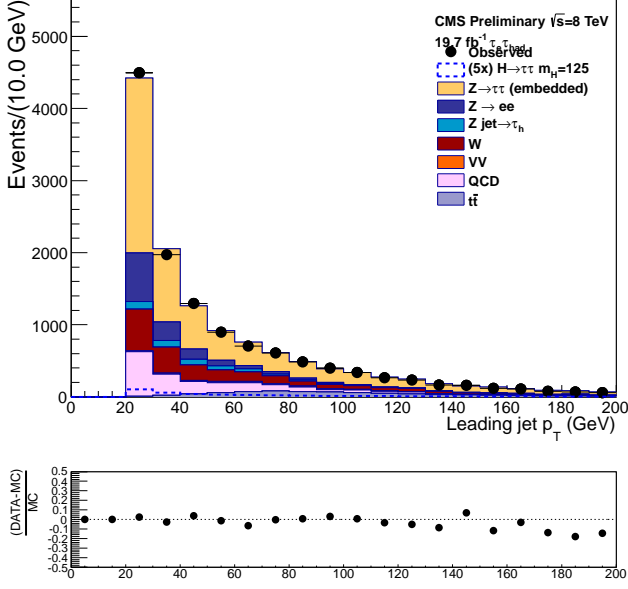 CMS Preliminary √s=8 TeV
19.7 fb⁻¹ τₑτ_had
Observed
(5x) H→ττ m_H=125
Z→ττ (embedded)
Z → ee
Z jet→τ_h
W
VV
QCD
tt̄
Events/(10.0 GeV)
5000
4000
3000
2000
1000
0
0 20 40 60 80 100 120 140 160 180 200
Leading jet p_T (GeV)
(DATA-MC)
MC
0.5
0.4
0.3
0.2
0.1
0
-0.1
-0.2
-0.3
-0.4
-0.5
0 20 40 60 80 100 120 140 160 180 200